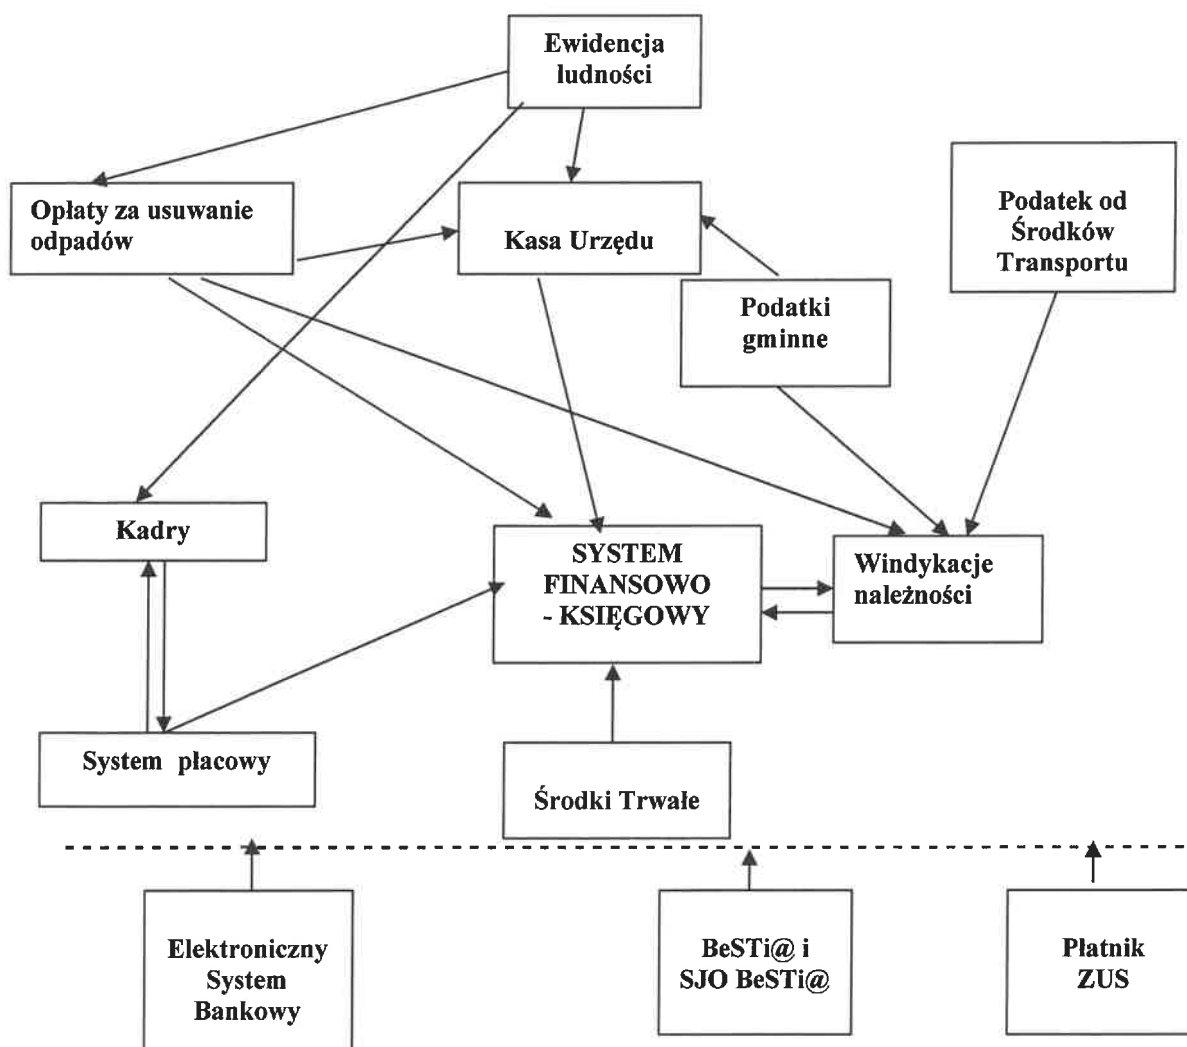 Ewidencja
ludności
Opłaty za usuwanie
odpadów
Kasa Urzędu
Podatek od
Środków
Transportu
Podatki
gminne
Kadry
SYSTEM
FINANSOWO
- KSIĘGOWY
Windykacje
należności
System płacowy
Środki Trwałe
Elektroniczny
System
Bankowy
BeSTi@ i
SJO BeSTi@
Płatnik
ZUS